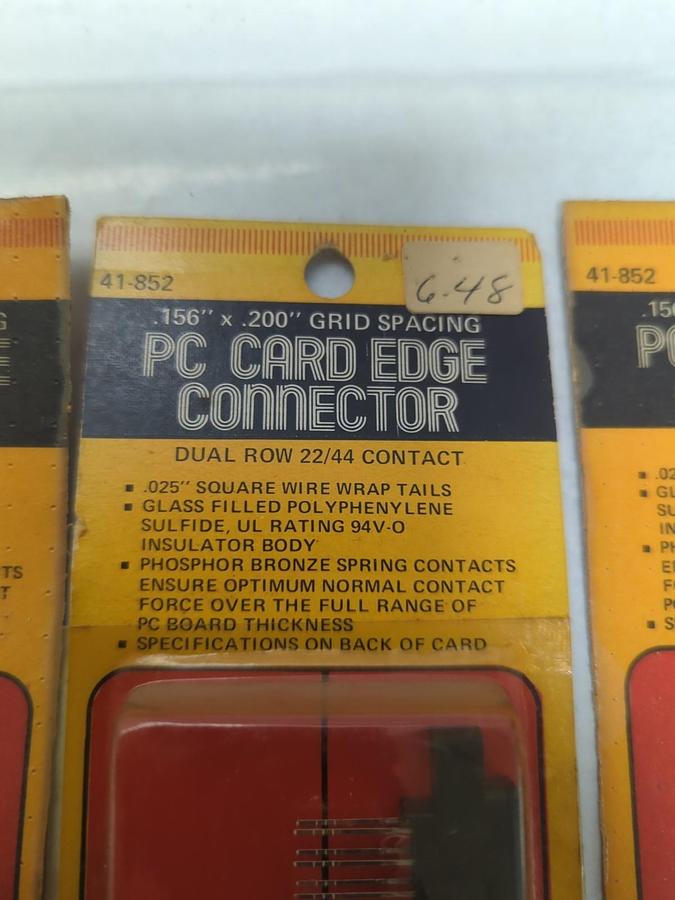 41-852
6.48
.156" x .200" GRID SPACING
PC CARD EDGE
CONNECTOR
DUAL ROW 22/44 CONTACT
▪ .025" SQUARE WIRE WRAP TAILS
▪ GLASS FILLED POLYPHENYLENE
SULFIDE, UL RATING 94V-O
INSULATOR BODY
▪ PHOSPHOR BRONZE SPRING CONTACTS
ENSURE OPTIMUM NORMAL CONTACT
FORCE OVER THE FULL RANGE OF
PC BOARD THICKNESS
▪ SPECIFICATIONS ON BACK OF CARD
41-852